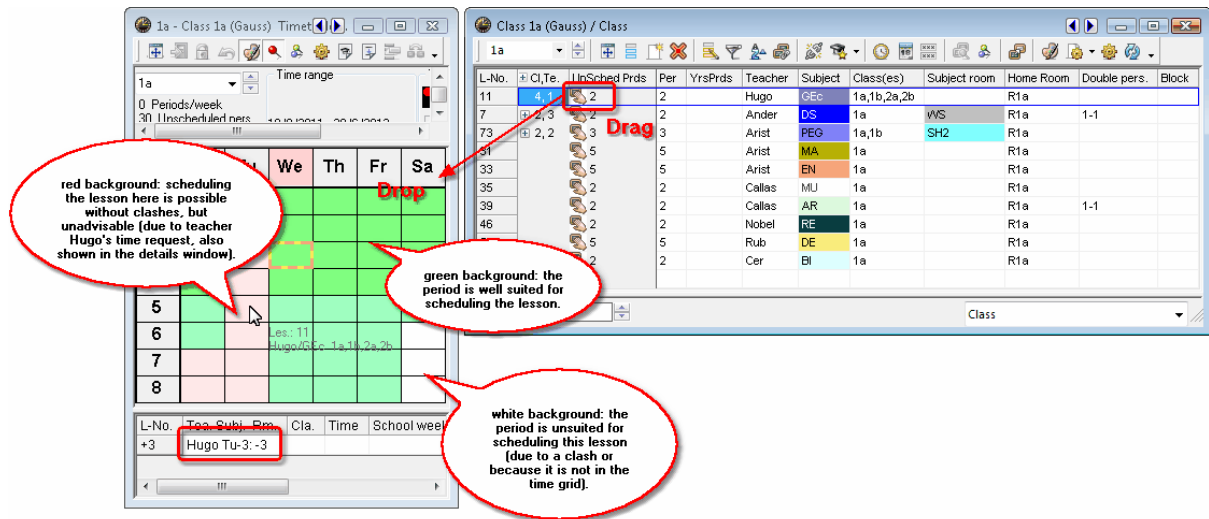 1a - Class 1a (Gauss) Timet
1a
Time range
0 Periods/week
30 Unscheduled pers
We Th Fr Sa
5
6
7
8
Les.: 11
Hugo/GEc 1a,1b,2a,2b
L-No. Tea. Subj. Rm. Cla. Time School week
+3 Hugo Tu-3: -3
red background: scheduling
the lesson here is possible
without clashes, but
unadvisable (due to teacher
Hugo's time request, also
shown in the details window).
Drop
Drag
green background: the
period is well suited for
scheduling the lesson.
white background: the
period is unsuited for
scheduling this lesson
(due to a clash or
because it is not in the
time grid).
Class 1a (Gauss) / Class
1a
L-No. Cl,Te. UnSched Prds Per YrsPrds Teacher Subject Class(es) Subject room Home Room Double pers. Block
11 4, 1 2 2 Hugo GEc 1a,1b,2a,2b R1a
7 2, 3 2 2 Ander DS 1a WS R1a 1-1
73 2, 2 3 3 Arist PEG 1a,1b SH2 R1a
31 5 5 Arist MA 1a R1a
33 5 5 Arist EN 1a R1a
35 2 2 Callas MU 1a R1a
39 2 2 Callas AR 1a R1a 1-1
46 2 2 Nobel RE 1a R1a
5 5 Rub DE 1a R1a
2 2 Cer BI 1a R1a
Class